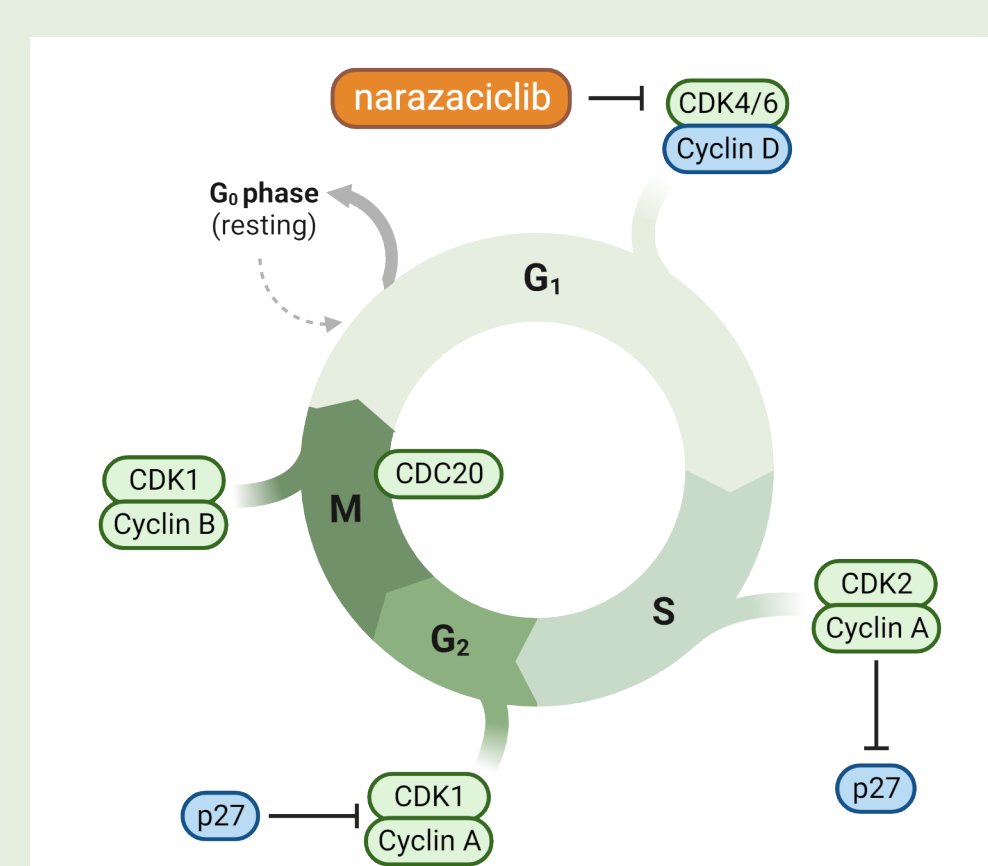 narazaciclib
CDK4/6
Cyclin D
G₀ phase
(resting)
G₁
CDK1
Cyclin B
CDC20
M
CDK2
Cyclin A
S
G₂
p27
CDK1
Cyclin A
p27